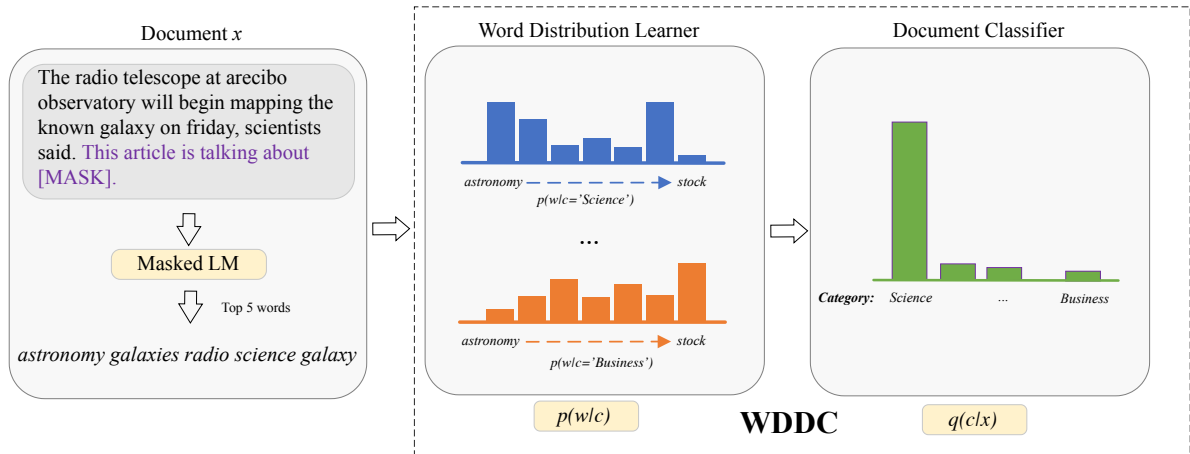 Document x
The radio telescope at arecibo
observatory will begin mapping the
known galaxy on friday, scientists
said. This article is talking about
[MASK].
Masked LM
Top 5 words
astronomy galaxies radio science galaxy
Word Distribution Learner
astronomy
stock
p(w|c='Science')
...
astronomy
stock
p(w|c='Business')
p(w|c)
WDDC
Document Classifier
Category: Science ... Business
q(c|x)